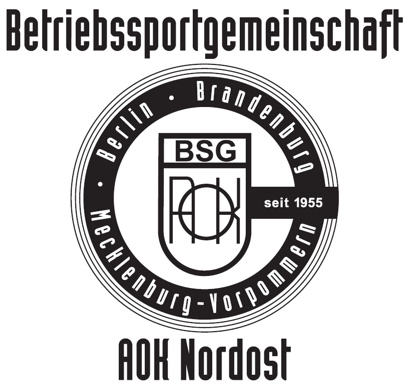 Betriebssportgemeinschaft
• Berlin • Brandenburg
BSG
AOK
seit 1955
Mecklenburg-Vorpommern
AOK Nordost